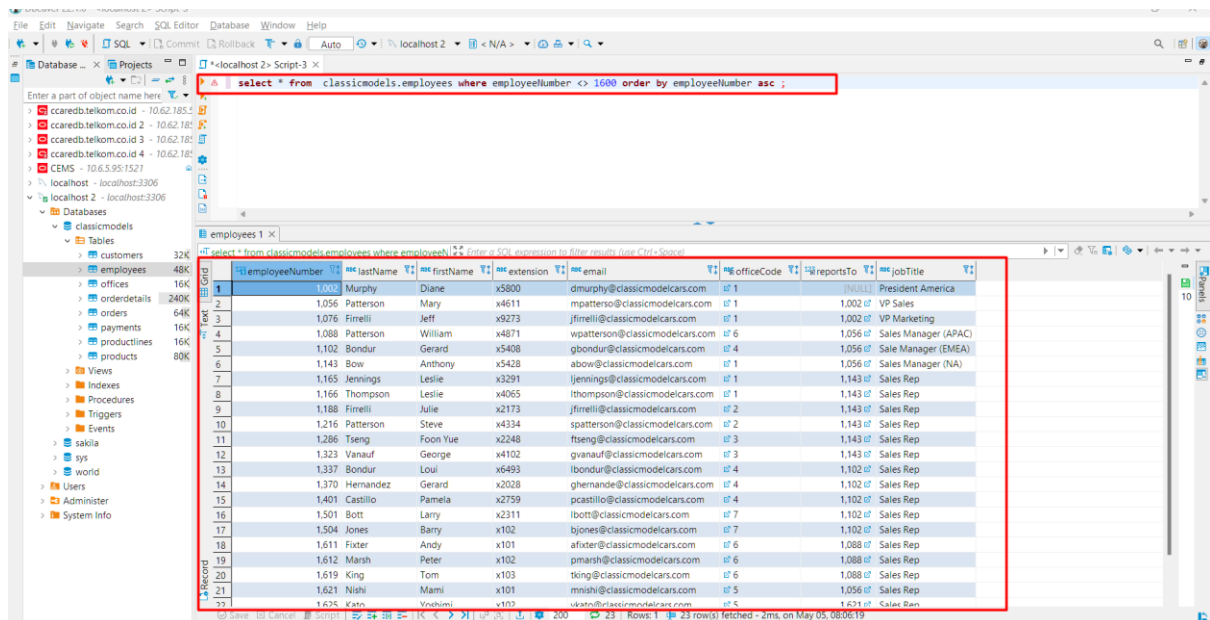 DBeaver 22.1.0 - <localhost 2> Script-3
File Edit Navigate Search SQL Editor Database Window Help
SQL Commit Rollback Auto localhost 2 < N/A >
Database ... Projects *<localhost 2> Script-3
select * from classicmodels.employees where employeeNumber <> 1600 order by employeeNumber asc ;
Enter a part of object name here
ccaredb.telkom.co.id - 10.62.185.5
ccaredb.telkom.co.id 2 - 10.62.185
ccaredb.telkom.co.id 3 - 10.62.185
ccaredb.telkom.co.id 4 - 10.62.185
CEMS - 10.6.5.95:1521
localhost - localhost:3306
localhost 2 - localhost:3306
Databases
classicmodels
Tables
customers 32K
employees 48K
offices 16K
orderdetails 240K
orders 64K
payments 16K
productlines 16K
products 80K
Views
Indexes
Procedures
Triggers
Events
sakila
sys
world
Users
Administer
System Info
employees 1
select * from classicmodels.employees where employeeN Enter a SQL expression to filter results (use Ctrl+Space)
Grid
Text
Record
Panels
10
employeeNumber lastName firstName extension email officeCode reportsTo jobTitle
1 1,002 Murphy Diane x5800 dmurphy@classicmodelcars.com 1 [NULL] President America
2 1,056 Patterson Mary x4611 mpatterso@classicmodelcars.com 1 1,002 VP Sales
3 1,076 Firrelli Jeff x9273 jfirrelli@classicmodelcars.com 1 1,002 VP Marketing
4 1,088 Patterson William x4871 wpatterson@classicmodelcars.com 6 1,056 Sales Manager (APAC)
5 1,102 Bondur Gerard x5408 gbondur@classicmodelcars.com 4 1,056 Sale Manager (EMEA)
6 1,143 Bow Anthony x5428 abow@classicmodelcars.com 1 1,056 Sales Manager (NA)
7 1,165 Jennings Leslie x3291 ljennings@classicmodelcars.com 1 1,143 Sales Rep
8 1,166 Thompson Leslie x4065 lthompson@classicmodelcars.com 1 1,143 Sales Rep
9 1,188 Firrelli Julie x2173 jfirrelli@classicmodelcars.com 2 1,143 Sales Rep
10 1,216 Patterson Steve x4334 spatterson@classicmodelcars.com 2 1,143 Sales Rep
11 1,286 Tseng Foon Yue x2248 ftseng@classicmodelcars.com 3 1,143 Sales Rep
12 1,323 Vanauf George x4102 gvanauf@classicmodelcars.com 3 1,143 Sales Rep
13 1,337 Bondur Loui x6493 lbondur@classicmodelcars.com 4 1,102 Sales Rep
14 1,370 Hernandez Gerard x2028 ghernande@classicmodelcars.com 4 1,102 Sales Rep
15 1,401 Castillo Pamela x2759 pcastillo@classicmodelcars.com 4 1,102 Sales Rep
16 1,501 Bott Larry x2311 lbott@classicmodelcars.com 7 1,102 Sales Rep
17 1,504 Jones Barry x102 bjones@classicmodelcars.com 7 1,102 Sales Rep
18 1,611 Fixter Andy x101 afixter@classicmodelcars.com 6 1,088 Sales Rep
19 1,612 Marsh Peter x102 pmarsh@classicmodelcars.com 6 1,088 Sales Rep
20 1,619 King Tom x103 tking@classicmodelcars.com 6 1,088 Sales Rep
21 1,621 Nishi Mami x101 mnishi@classicmodelcars.com 5 1,056 Sales Rep
22 1,625 Kato Yoshimi x102 ykato@classicmodelcars.com 5 1,621 Sales Rep
Save Cancel Script 200 23 Rows: 1 23 row(s) fetched - 2ms, on May 05, 08:06:19